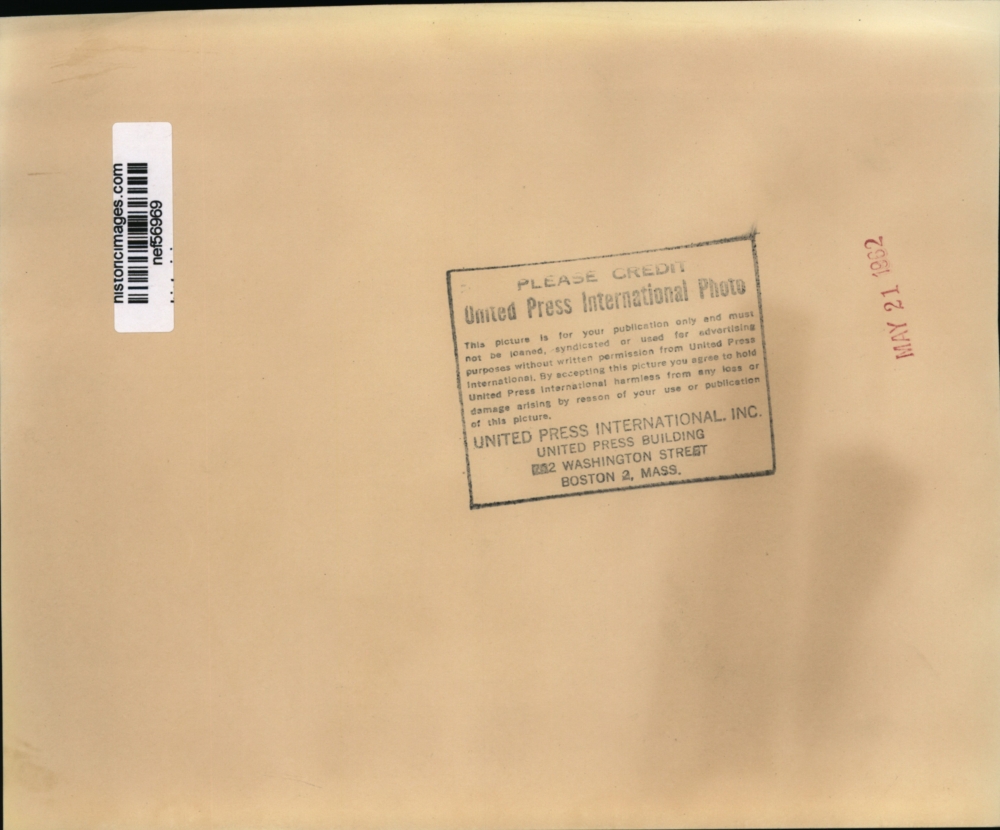 historicimages.com
nef56969
PLEASE CREDIT
United Press International Photo
This picture is for your publication only and must
not be loaned, syndicated or used for advertising
purposes without written permission from United Press
International. By accepting this picture you agree to hold
United Press International harmless from any loss or
damage arising by reason of your use or publication
of this picture.
UNITED PRESS INTERNATIONAL, INC.
UNITED PRESS BUILDING
WASHINGTON STREET
BOSTON 2, MASS.
MAY 21 1962